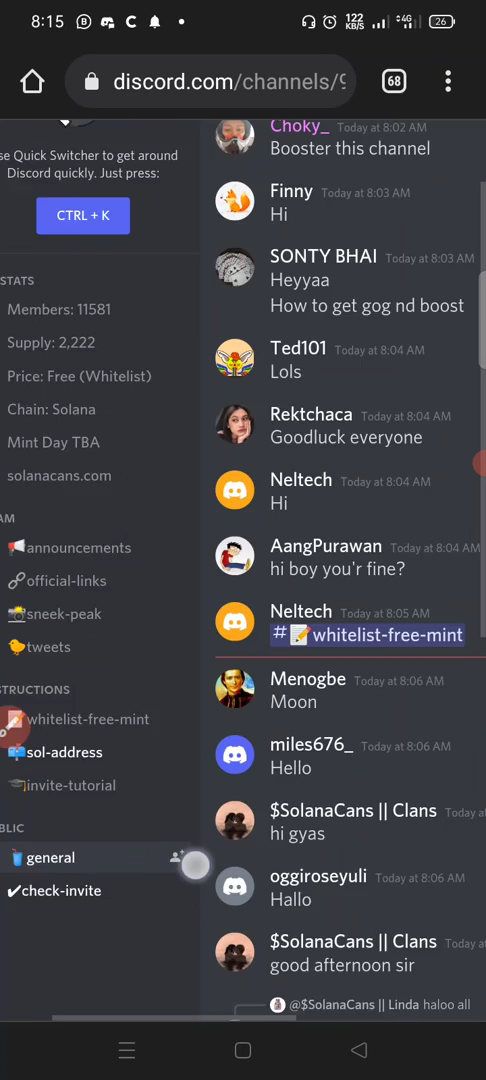 8:15
122
KB/S
4G
26
discord.com/channels/9
68
se Quick Switcher to get around
Discord quickly. Just press:
CTRL + K
STATS
Members: 11581
Supply: 2,222
Price: Free (Whitelist)
Chain: Solana
Mint Day TBA
solanacans.com
AM
announcements
official-links
sneek-peak
tweets
STRUCTIONS
whitelist-free-mint
sol-address
invite-tutorial
BLIC
general
check-invite
Choky_ Today at 8:02 AM
Booster this channel
Finny Today at 8:03 AM
Hi
SONTY BHAI Today at 8:03 AM
Heyyaa
How to get gog nd boost
Ted101 Today at 8:04 AM
Lols
Rektchaca Today at 8:04 AM
Goodluck everyone
Neltech Today at 8:04 AM
Hi
AangPurawan Today at 8:04 AM
hi boy you'r fine?
Neltech Today at 8:05 AM
#📝whitelist-free-mint
Menogbe Today at 8:06 AM
Moon
miles676_ Today at 8:06 AM
Hello
$SolanaCans || Clans Today a
hi gyas
oggiroseyuli Today at 8:06 AM
Hallo
$SolanaCans || Clans Today a
good afternoon sir
@$SolanaCans || Linda haloo all